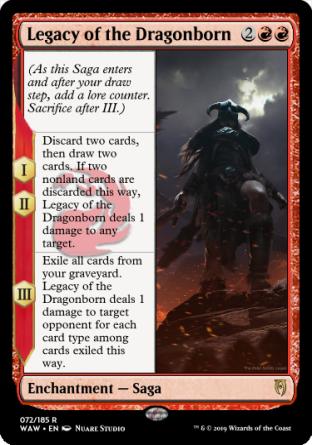 Legacy of the Dragonborn 2
(As this Saga enters
and after your draw
step, add a lore counter.
Sacrifice after III.)
I
II
Discard two cards,
then draw two
cards. If two
nonland cards are
discarded this way,
Legacy of the
Dragonborn deals 1
damage to any
target.
III
Exile all cards from
your graveyard.
Legacy of the
Dragonborn deals 1
damage to target
opponent for each
card type among
cards exiled this
way.
Enchantment — Saga
072/185 R
WAW • EN NUARE STUDIO
™ & © 2019 Wizards of the Coast